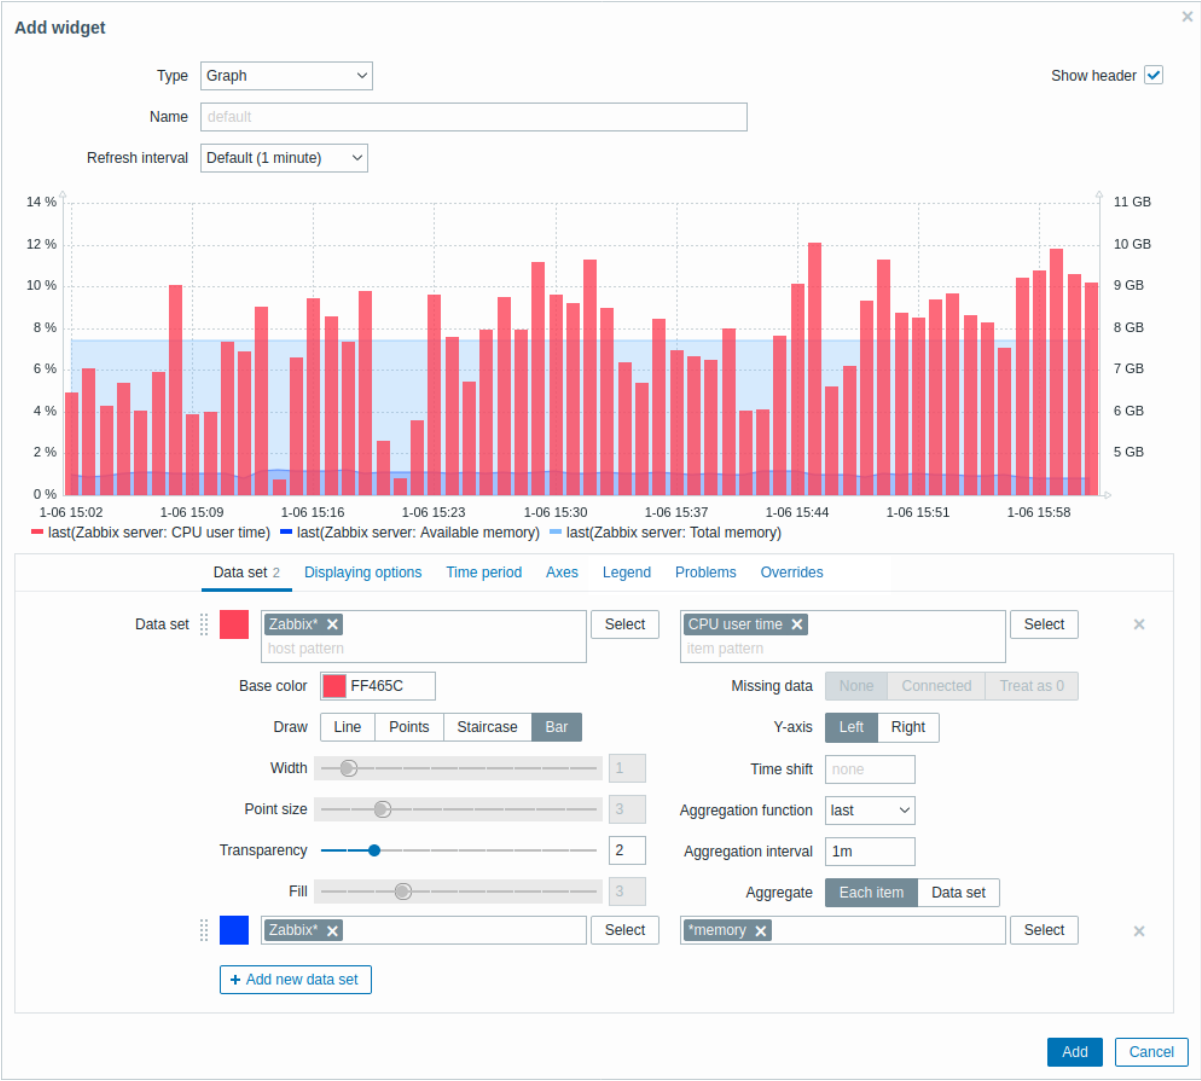 Add widget
Type Graph Show header
Name default
Refresh interval Default (1 minute)
14 % 11 GB
12 % 10 GB
10 % 9 GB
8 % 8 GB
6 % 7 GB
4 % 6 GB
2 % 5 GB
0 %
1-06 15:02 1-06 15:09 1-06 15:16 1-06 15:23 1-06 15:30 1-06 15:37 1-06 15:44 1-06 15:51 1-06 15:58
last(Zabbix server: CPU user time) last(Zabbix server: Available memory) last(Zabbix server: Total memory)
Data set 2 Displaying options Time period Axes Legend Problems Overrides
Data set Zabbix* Select CPU user time Select
host pattern item pattern
Base color FF465C Missing data None Connected Treat as 0
Draw Line Points Staircase Bar Y-axis Left Right
Width 1 Time shift none
Point size 3 Aggregation function last
Transparency 2 Aggregation interval 1m
Fill 3 Aggregate Each item Data set
Zabbix* Select *memory Select
+ Add new data set
Add Cancel